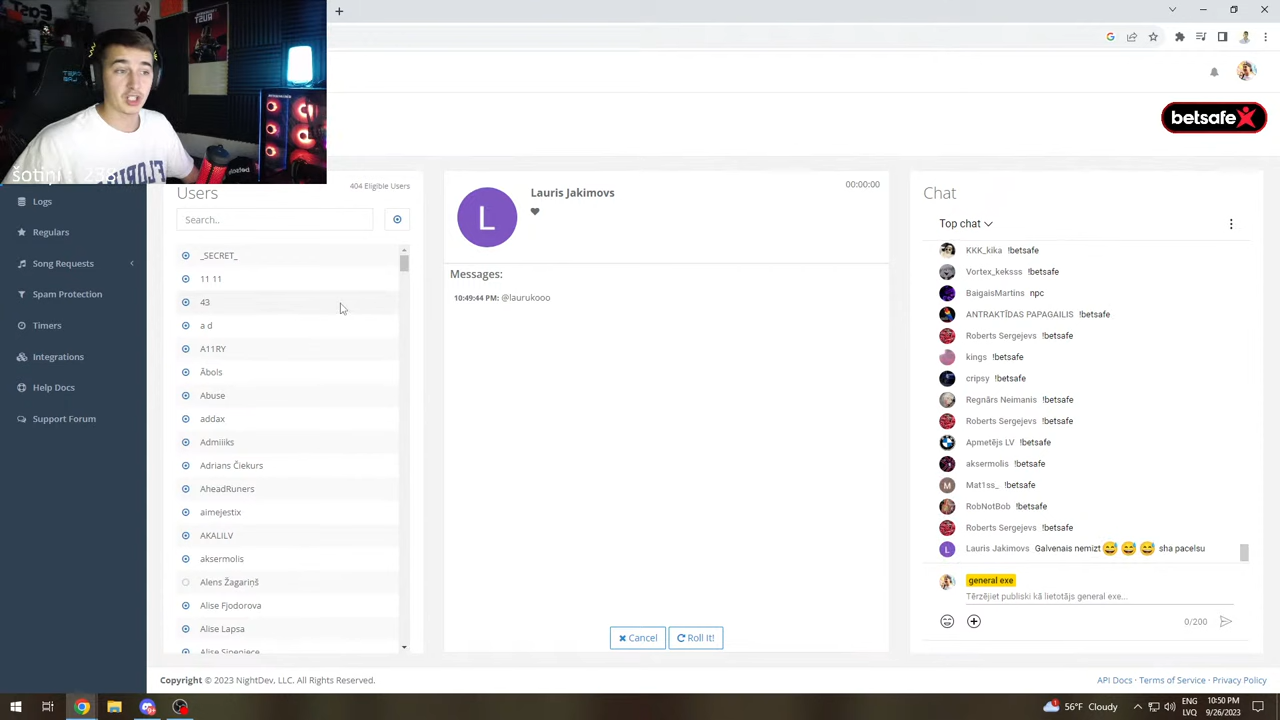 RUST
šotiņi : 238
Logs
Regulars
Song Requests
Spam Protection
Timers
Integrations
Help Docs
Support Forum
Users
404 Eligible Users
Search..
_SECRET_
11 11
43
a d
A11RY
Ābols
Abuse
addax
Admiiiks
Adrians Čiekurs
AheadRuners
aimejestix
AKALILV
aksermolis
Alens Žagariņš
Alise Fjodorova
Alise Lapsa
L
Lauris Jakimovs
00:00:00
Messages:
10:49:44 PM: @laurukooo
Cancel
Roll It!
betsafe X
Chat
Top chat
KKK_kika !betsafe
Vortex_keksss !betsafe
BaigaisMartins npc
ANTRAKTĪDAS PAPAGAILIS !betsafe
Roberts Sergejevs !betsafe
kings !betsafe
cripsy !betsafe
Regnārs Neimanis !betsafe
Roberts Sergejevs !betsafe
Apmetējs LV !betsafe
aksermolis !betsafe
M Mat1ss_ !betsafe
RobNotBob !betsafe
Roberts Sergejevs !betsafe
L Lauris Jakimovs Galvenais nemizt 😅 😅 😅 sha pacelsu
general exe
Tērzējiet publiski kā lietotājs general exe...
0/200
Copyright © 2023 NightDev, LLC. All Rights Reserved.
API Docs · Terms of Service · Privacy Policy
56°F Cloudy
ENG
LVQ
10:50 PM
9/26/2023